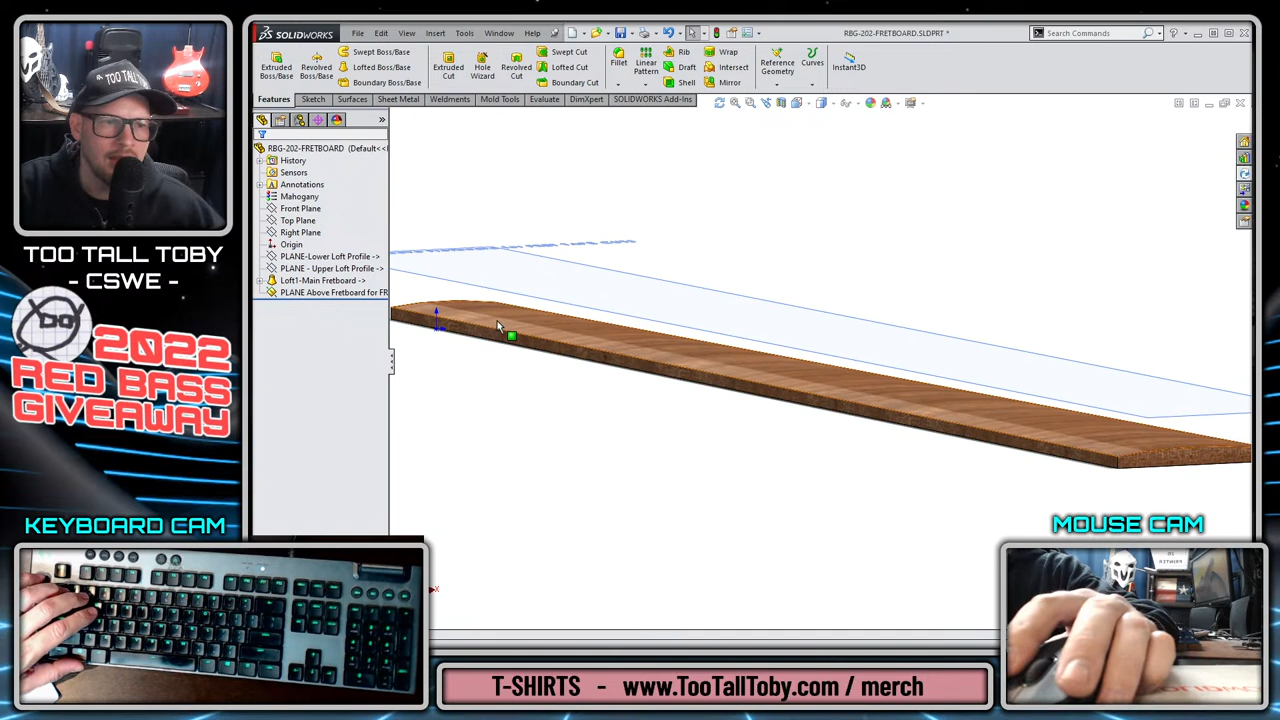 TOO TALL
TOO TALL TOBY
- CSWE -
2022
RED BASS
GIVEAWAY
KEYBOARD CAM
SOLIDWORKS
File Edit View Insert Tools Window Help
RBG-202-FRETBOARD.SLDPRT *
Search Commands
Extruded Boss/Base
Revolved Boss/Base
Swept Boss/Base
Lofted Boss/Base
Boundary Boss/Base
Extruded Cut
Hole Wizard
Revolved Cut
Swept Cut
Lofted Cut
Boundary Cut
Fillet
Linear Pattern
Rib
Draft
Shell
Wrap
Intersect
Mirror
Reference Geometry
Curves
Instant3D
Features Sketch Surfaces Sheet Metal Weldments Mold Tools Evaluate DimXpert SOLIDWORKS Add-Ins
RBG-202-FRETBOARD (Default<<
History
Sensors
Annotations
Mahogany
Front Plane
Top Plane
Right Plane
Origin
PLANE-Lower Loft Profile ->
PLANE - Upper Loft Profile ->
Loft1-Main Fretboard ->
PLANE Above Fretboard for FR
X
MOUSE CAM
T-SHIRTS - www.TooTallToby.com / merch